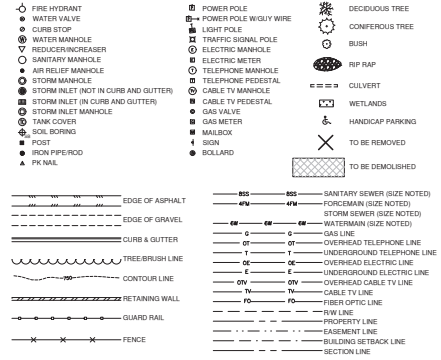 FIRE HYDRANT
WATER VALVE
CURB STOP
WATER MANHOLE
REDUCER/INCREASER
SANITARY MANHOLE
AIR RELIEF MANHOLE
STORM MANHOLE
STORM INLET (NOT IN CURB AND GUTTER)
STORM INLET (IN CURB AND GUTTER)
STORM INLET MANHOLE
TANK COVER
SOIL BORING
POST
IRON PIPE/ROD
PK NAIL
POWER POLE
POWER POLE W/GUY WIRE
LIGHT POLE
TRAFFIC SIGNAL POLE
ELECTRIC MANHOLE
ELECTRIC METER
TELEPHONE MANHOLE
TELEPHONE PEDESTAL
CABLE TV MANHOLE
CABLE TV PEDESTAL
GAS VALVE
GAS METER
MAILBOX
SIGN
BOLLARD
DECIDUOUS TREE
CONIFEROUS TREE
BUSH
RIP RAP
CULVERT
WETLANDS
HANDICAP PARKING
TO BE REMOVED
TO BE DEMOLISHED
EDGE OF ASPHALT
EDGE OF GRAVEL
CURB & GUTTER
TREE/BRUSH LINE
750 CONTOUR LINE
RETAINING WALL
GUARD RAIL
FENCE
8SS 8SS SANITARY SEWER (SIZE NOTED)
4FM 4FM FORCEMAIN (SIZE NOTED)
STORM SEWER (SIZE NOTED)
6W 6W 6W WATERMAIN (SIZE NOTED)
G G GAS LINE
OT OT OVERHEAD TELEPHONE LINE
T T UNDERGROUND TELEPHONE LINE
OE OE OVERHEAD ELECTRIC LINE
E E UNDERGROUND ELECTRIC LINE
OTV OTV OVERHEAD CABLE TV LINE
TV TV CABLE TV LINE
FO FO FIBER OPTIC LINE
R/W LINE
PROPERTY LINE
EASEMENT LINE
BUILDING SETBACK LINE
SECTION LINE